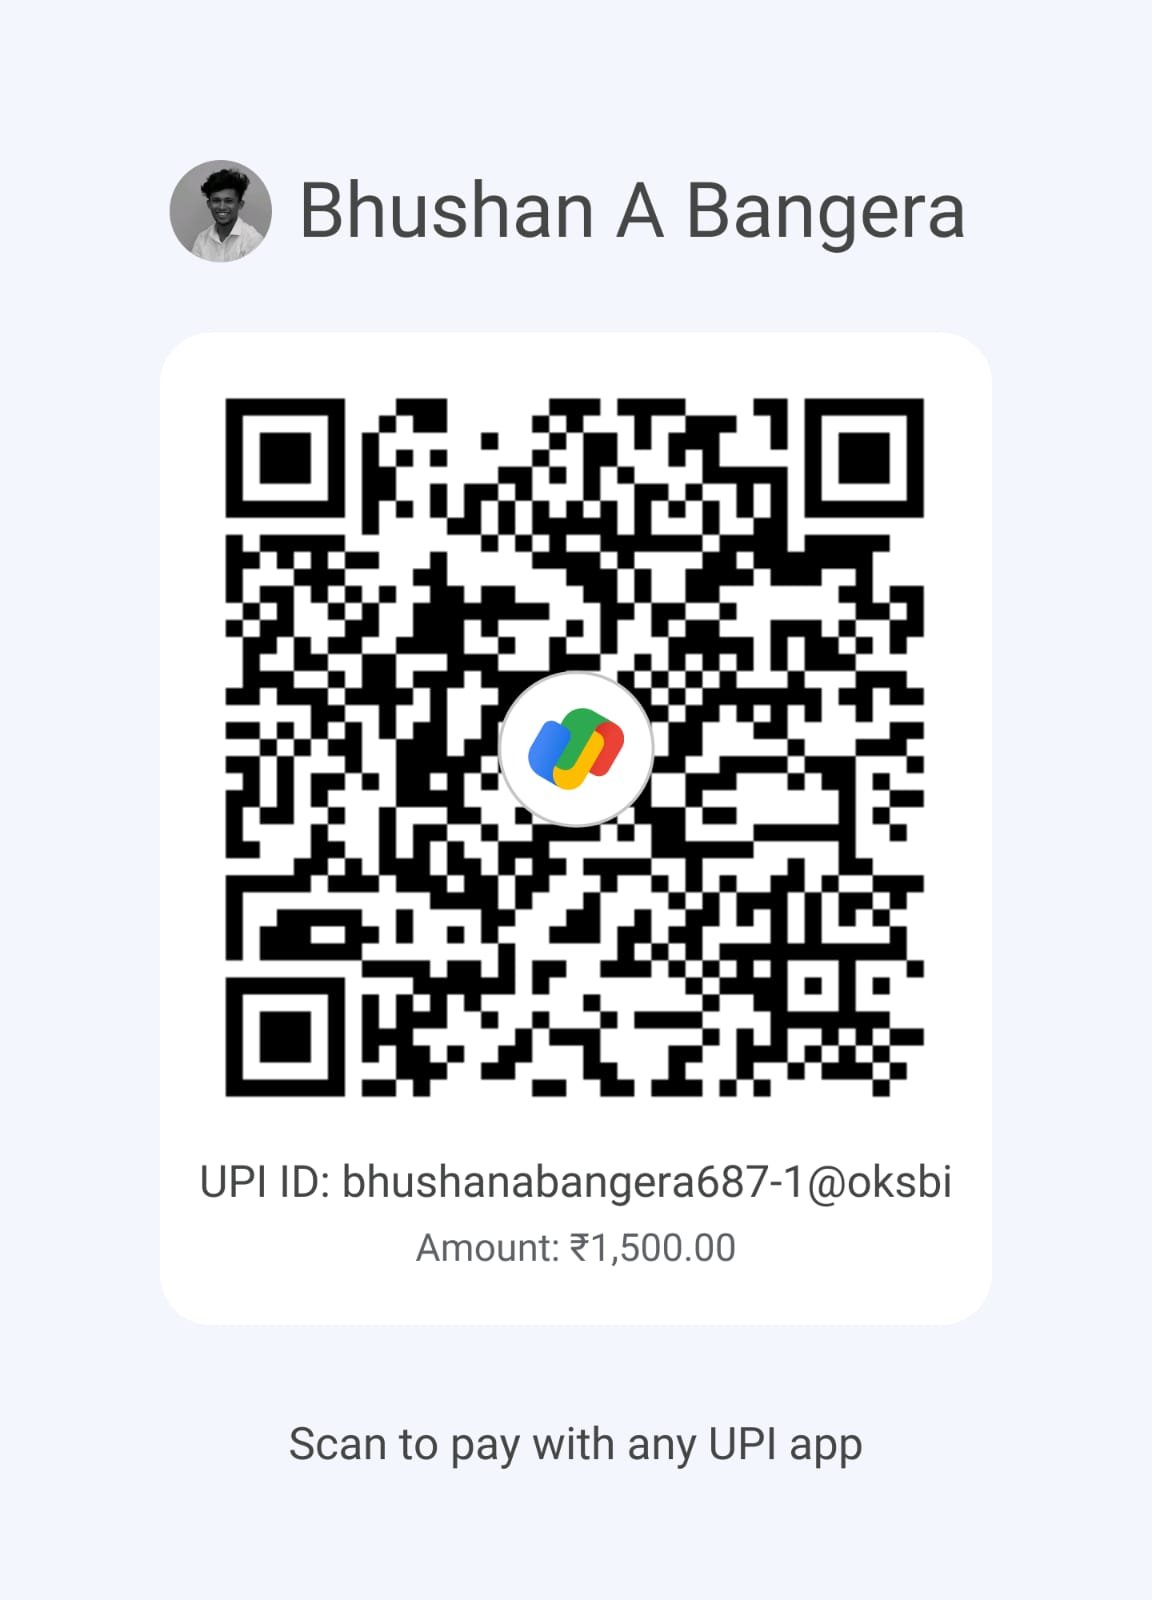 Bhushan A Bangera
UPI ID: bhushanabangera687-1@oksbi
Amount: ₹1,500.00
Scan to pay with any UPI app